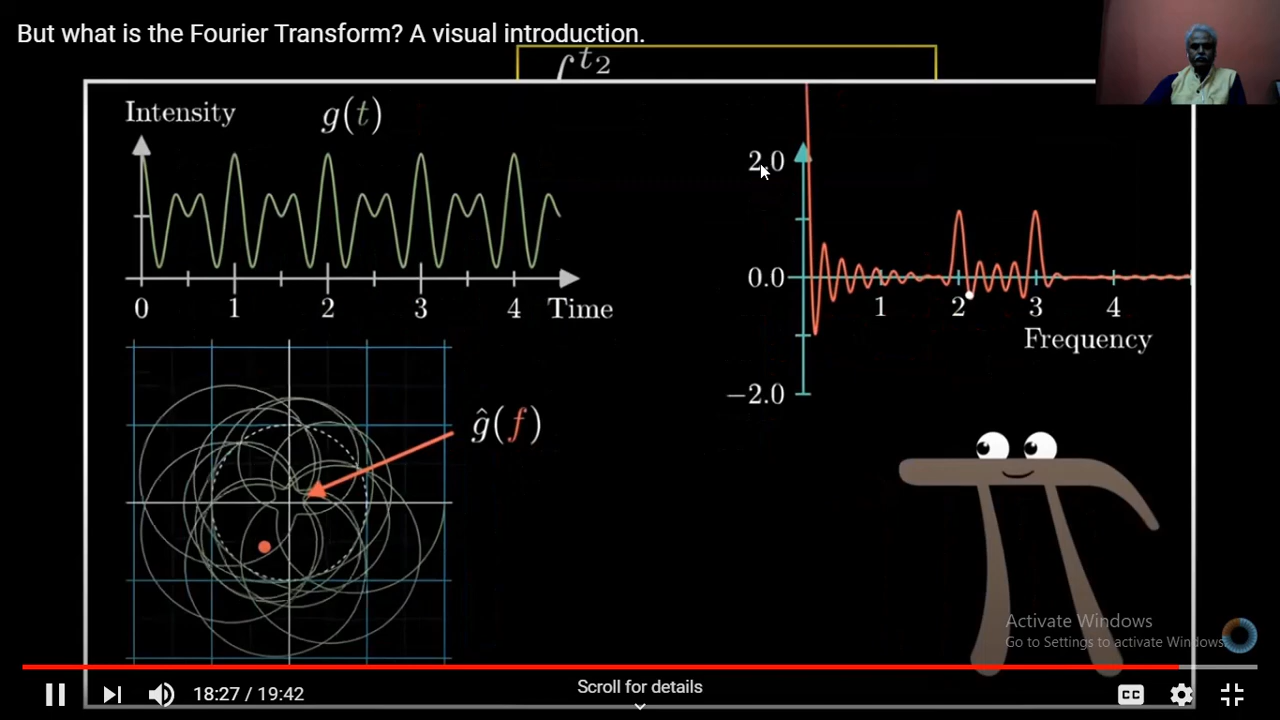 But what is the Fourier Transform? A visual introduction.
∫ t₂
Intensity g(t)
0 1 2 3 4 Time
2.0
0.0
−2.0
1 2 3 4
Frequency
ĝ(f)
Activate Windows
Go to Settings to activate Windows.
18:27 / 19:42
Scroll for details
CC